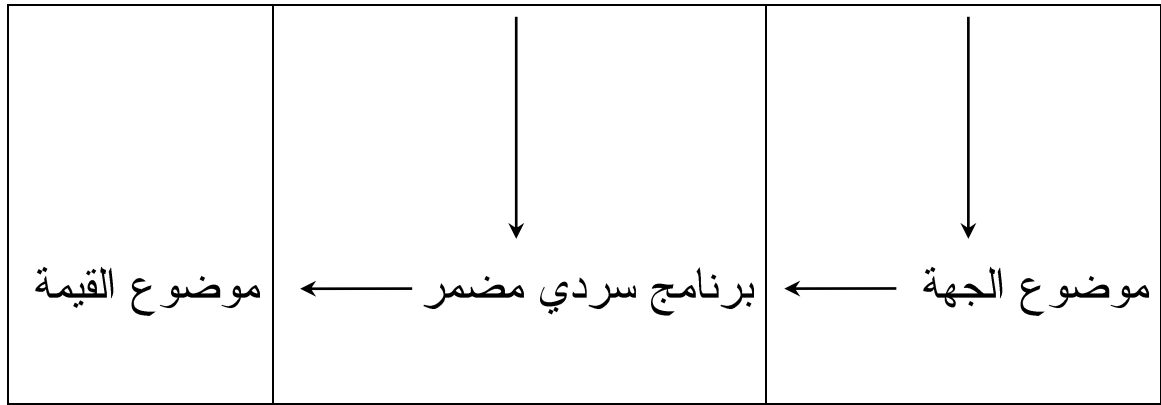 موضوع الجهة ← برنامج سردي مضمر ← موضوع القيمة